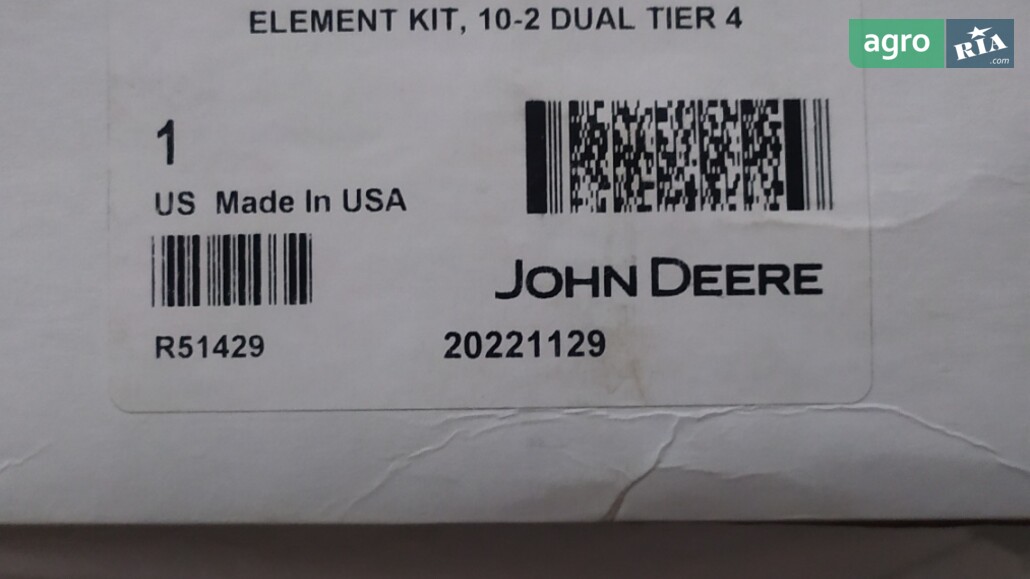 ELEMENT KIT, 10-2 DUAL TIER 4
agro RIA .com
1
US Made In USA
JOHN DEERE
R51429
20221129